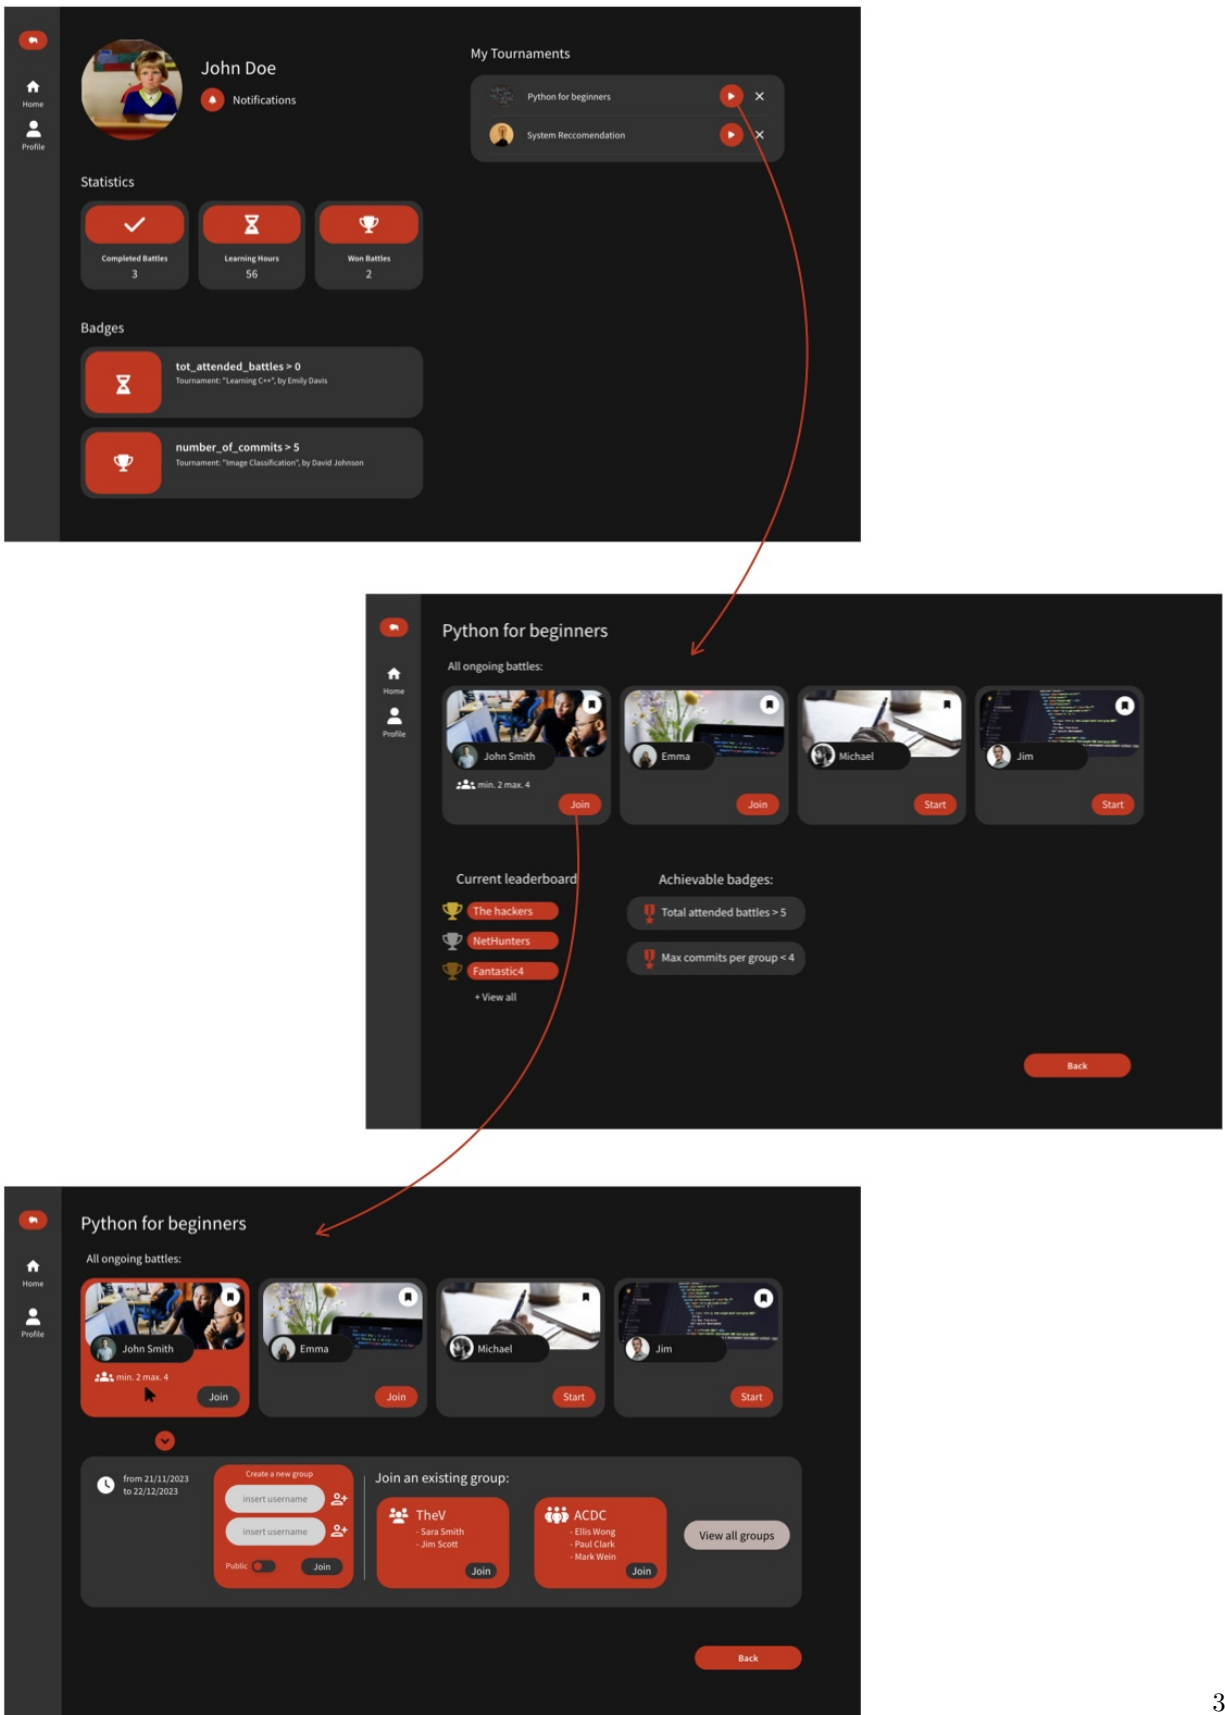 John Doe
Notifications
Home
Profile
My Tournaments
Python for beginners
System Reccomendation
Statistics
Completed Battles
3
Learning Hours
56
Won Battles
2
Badges
tot_attended_battles > 0
Tournament: "Learning C++", by Emily Davis
number_of_commits > 5
Tournament: "Image Classification", by David Johnson
Python for beginners
All ongoing battles:
Home
Profile
John Smith
min. 2 max. 4
Join
Emma
Join
Michael
Start
Jim
Start
Current leaderboard
The hackers
NetHunters
Fantastic4
+ View all
Achievable badges:
Total attended battles > 5
Max commits per group < 4
Back
Python for beginners
All ongoing battles:
Home
Profile
John Smith
min. 2 max. 4
Join
Emma
Join
Michael
Start
Jim
Start
from 21/11/2023
to 22/12/2023
Create a new group
insert username
insert username
Public
Join
Join an existing group:
TheV
- Sara Smith
- Jim Scott
Join
ACDC
- Ellis Wong
- Paul Clark
- Mark Wein
Join
View all groups
Back
3